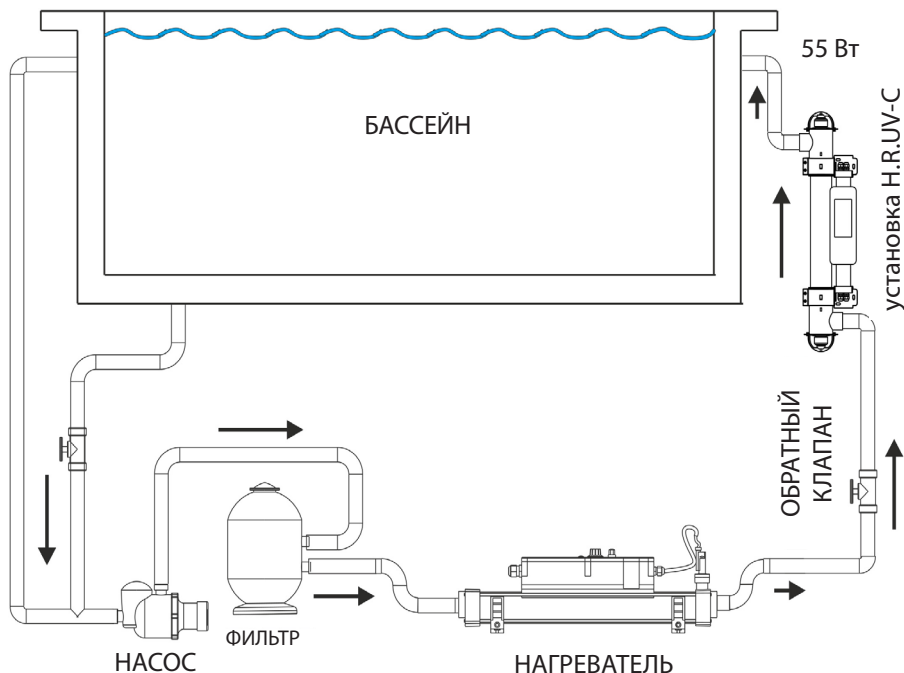 55 Вт
БАССЕЙН
установка H.R.UV-C
ОБРАТНЫЙ
КЛАПАН
ФИЛЬТР
НАСОС
НАГРЕВАТЕЛЬ